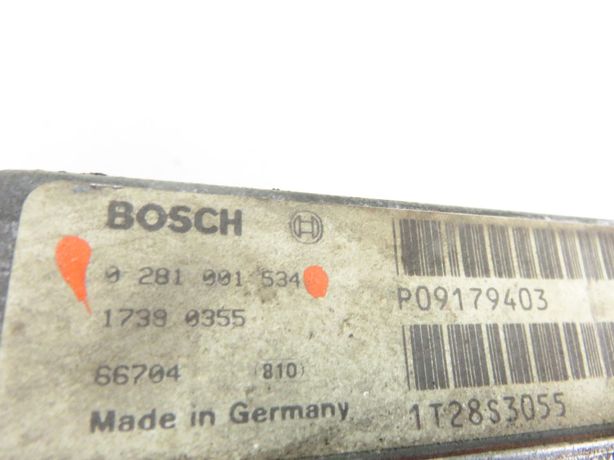 BOSCH
0 281 001 534
1739 0355
66704 (810)
Made in Germany
P09179403
1T28S3055